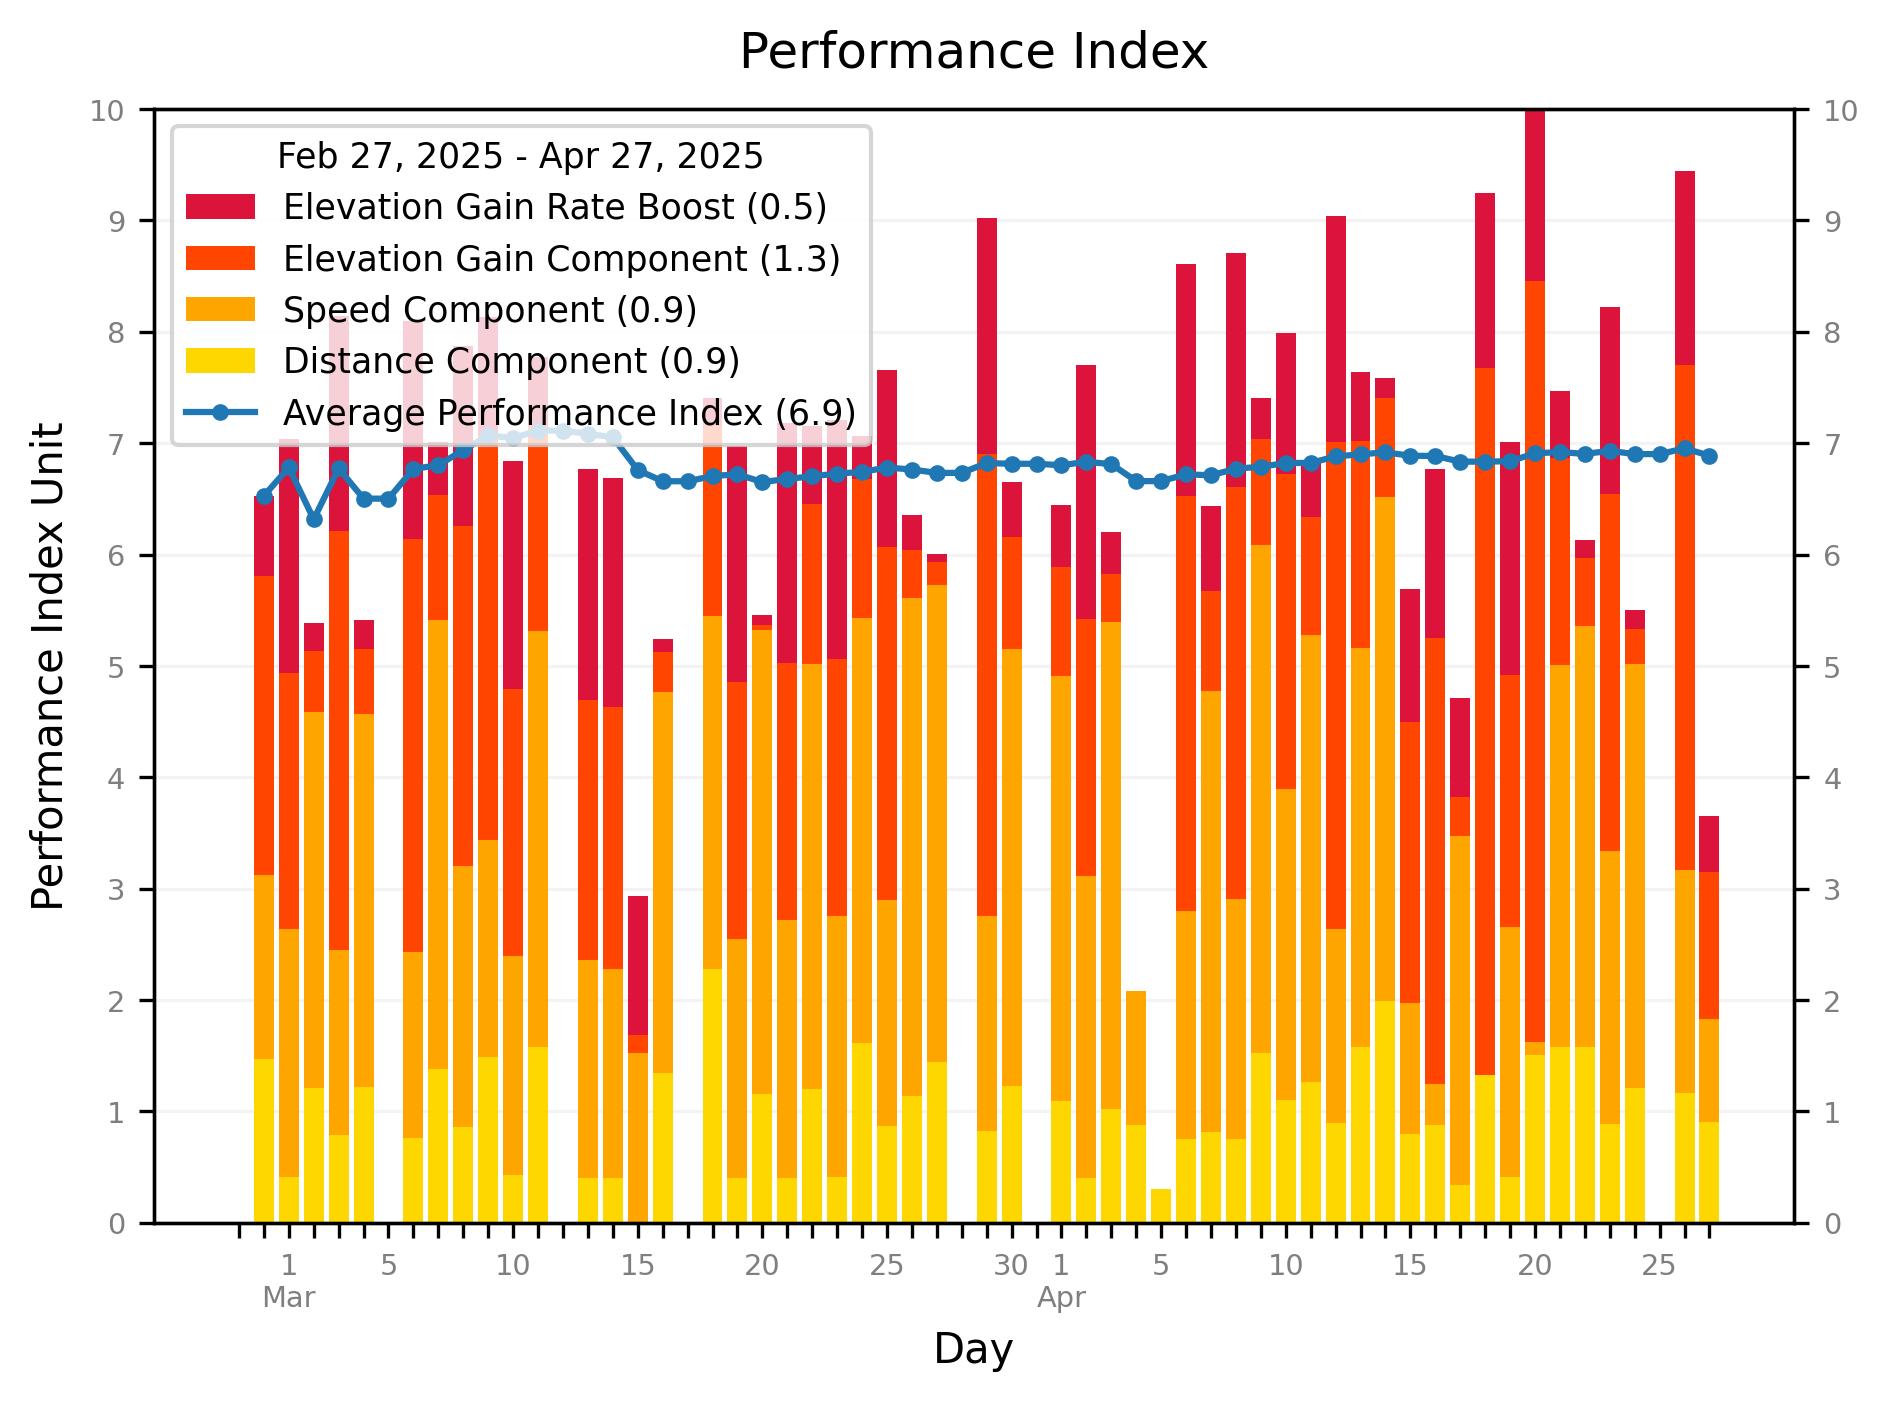 Performance Index
Feb 27, 2025 - Apr 27, 2025
Elevation Gain Rate Boost (0.5)
Elevation Gain Component (1.3)
Speed Component (0.9)
Distance Component (0.9)
Average Performance Index (6.9)
Performance Index Unit
10
9
8
7
6
5
4
3
2
1
0
10
9
8
7
6
5
4
3
2
1
0
1 5 10 15 20 25 30 1 5 10 15 20 25
Mar Apr
Day